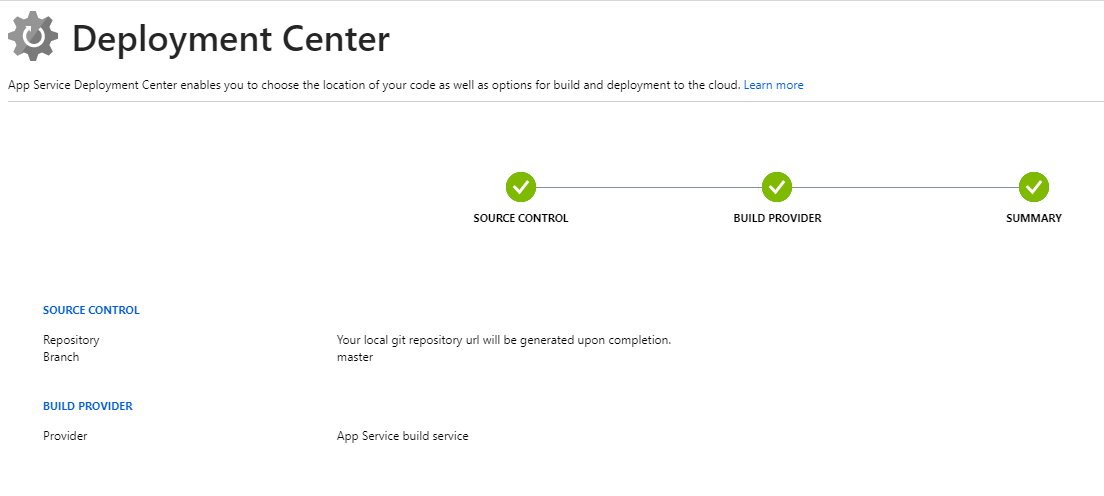 Deployment Center
App Service Deployment Center enables you to choose the location of your code as well as options for build and deployment to the cloud. Learn more
SOURCE CONTROL
BUILD PROVIDER
SUMMARY
SOURCE CONTROL
Repository Your local git repository url will be generated upon completion.
Branch master
BUILD PROVIDER
Provider App Service build service